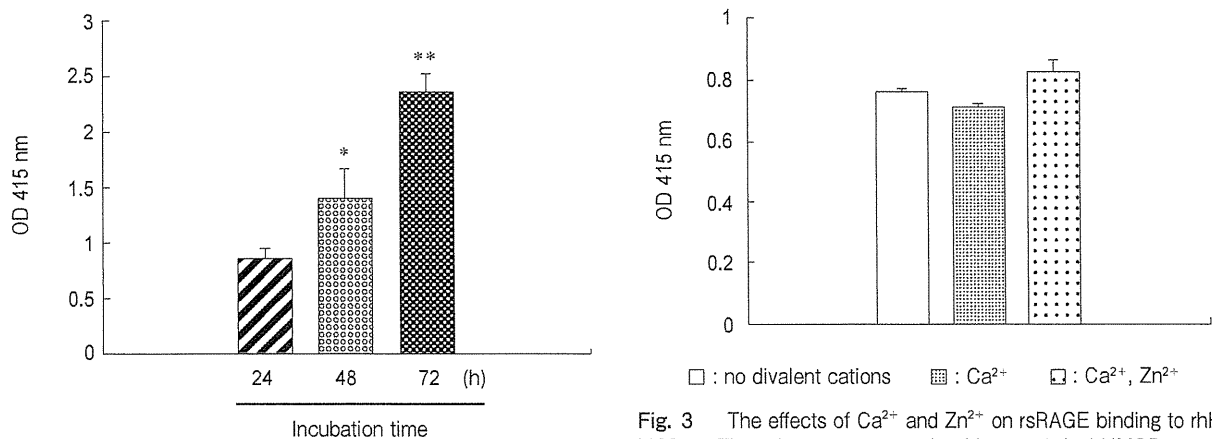 3
2.5
2
1.5
1
0.5
0
OD 415 nm
*
**
24 48 72 (h)
Incubation time
1
0.8
0.6
0.4
0.2
0
OD 415 nm
: no divalent cations : Ca²⁺ : Ca²⁺, Zn²⁺
Fig. 3 The effects of Ca²⁺ and Zn²⁺ on rsRAGE binding to